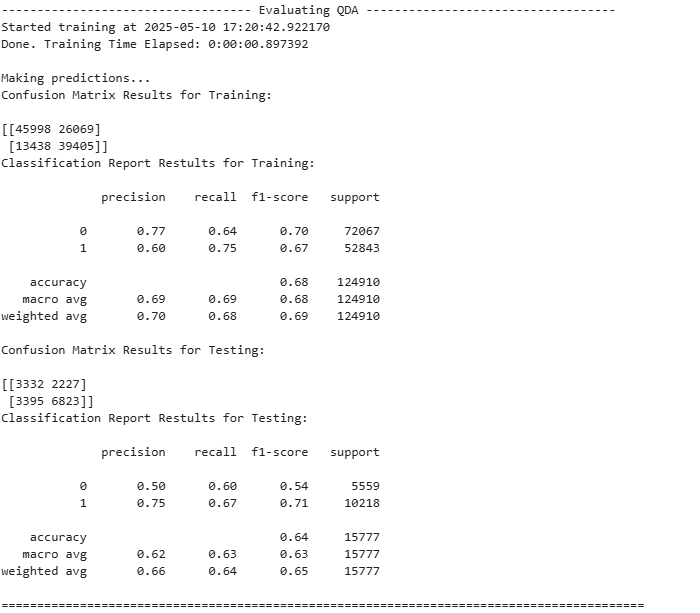 ----------------------------------- Evaluating QDA -----------------------------------
Started training at 2025-05-10 17:20:42.922170
Done. Training Time Elapsed: 0:00:00.897392
Making predictions...
Confusion Matrix Results for Training:
[[45998 26069]
 [13438 39405]]
Classification Report Restults for Training:
precision    recall  f1-score   support
0       0.77      0.64      0.70     72067
1       0.60      0.75      0.67     52843
accuracy                           0.68    124910
macro avg       0.69      0.69      0.68    124910
weighted avg       0.70      0.68      0.69    124910
Confusion Matrix Results for Testing:
[[3332 2227]
 [3395 6823]]
Classification Report Restults for Testing:
precision    recall  f1-score   support
0       0.50      0.60      0.54      5559
1       0.75      0.67      0.71     10218
accuracy                           0.64     15777
macro avg       0.62      0.63      0.63     15777
weighted avg       0.66      0.64      0.65     15777
==========================================================================================